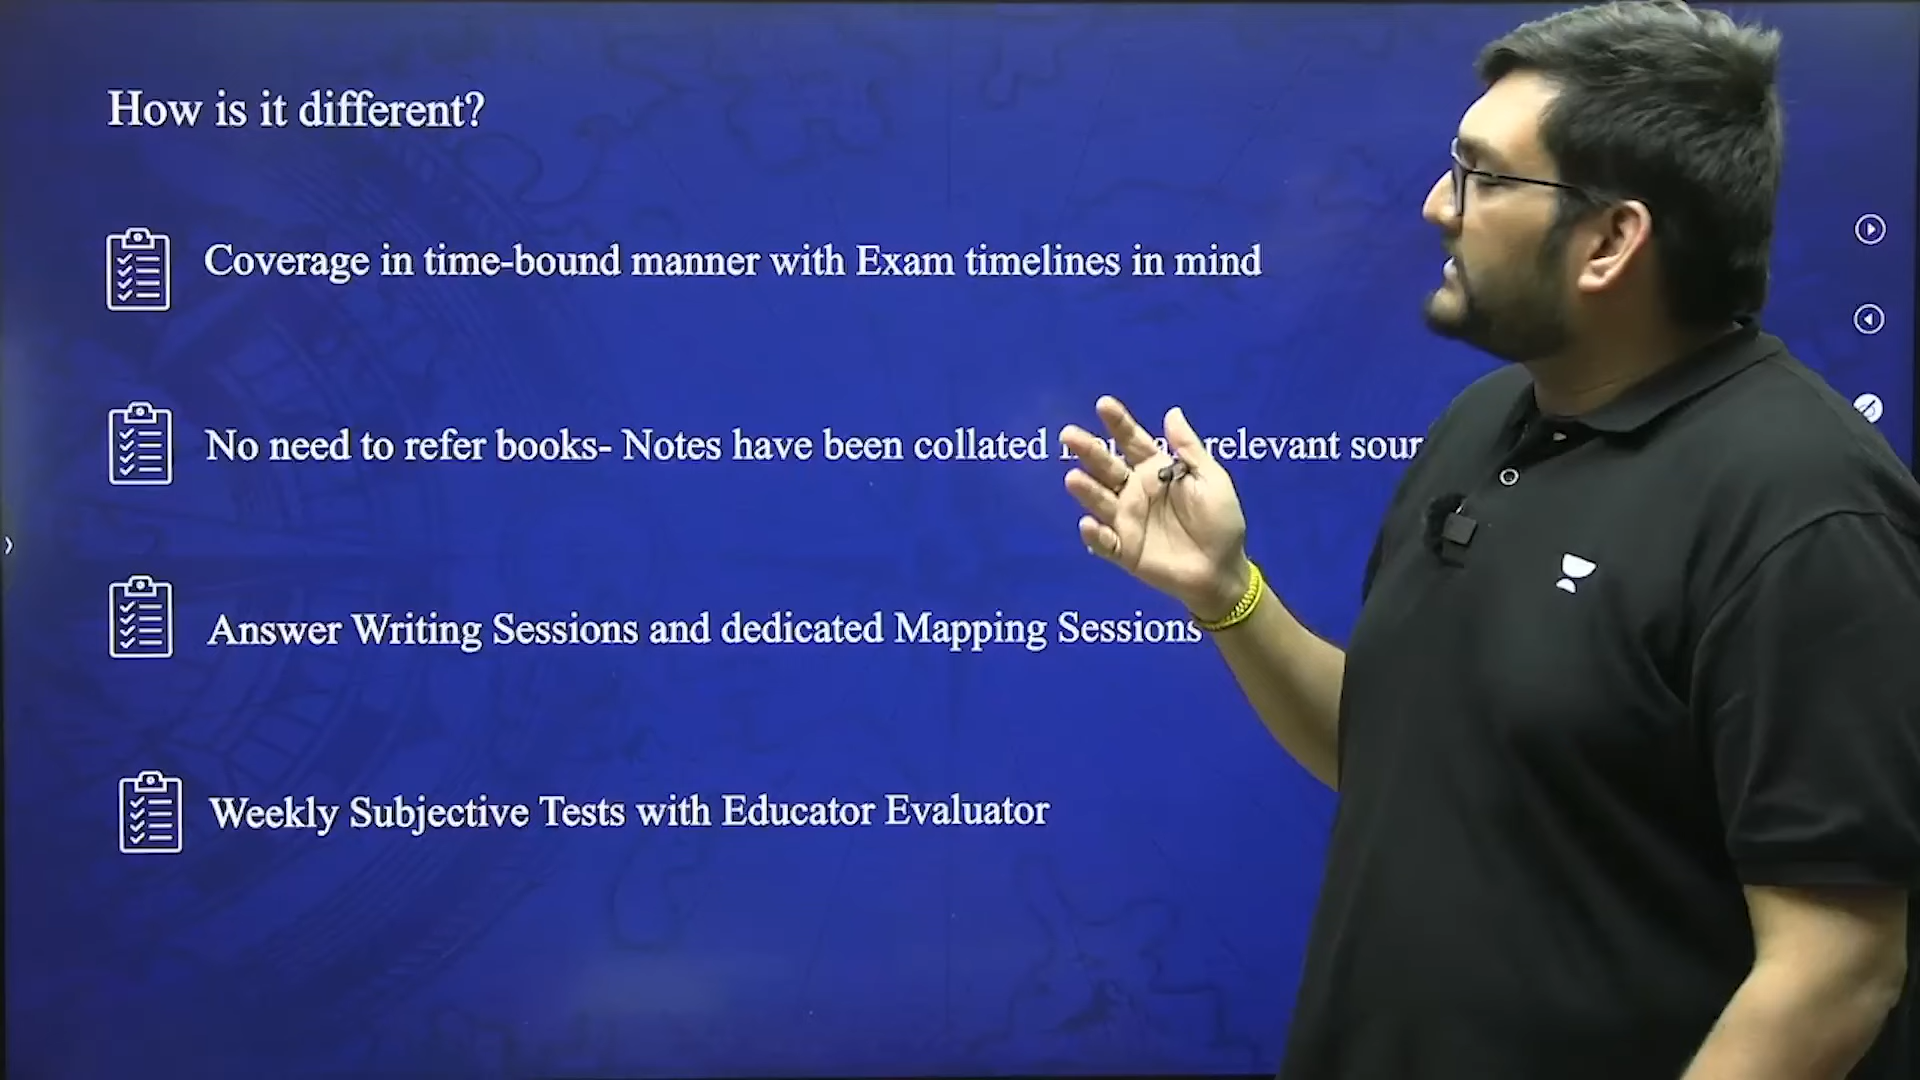 How is it different?
Coverage in time-bound manner with Exam timelines in mind
No need to refer books- Notes have been collated relevant
Answer Writing Sessions and dedicated Mapping Sessions
Weekly Subjective Tests with Educator Evaluator